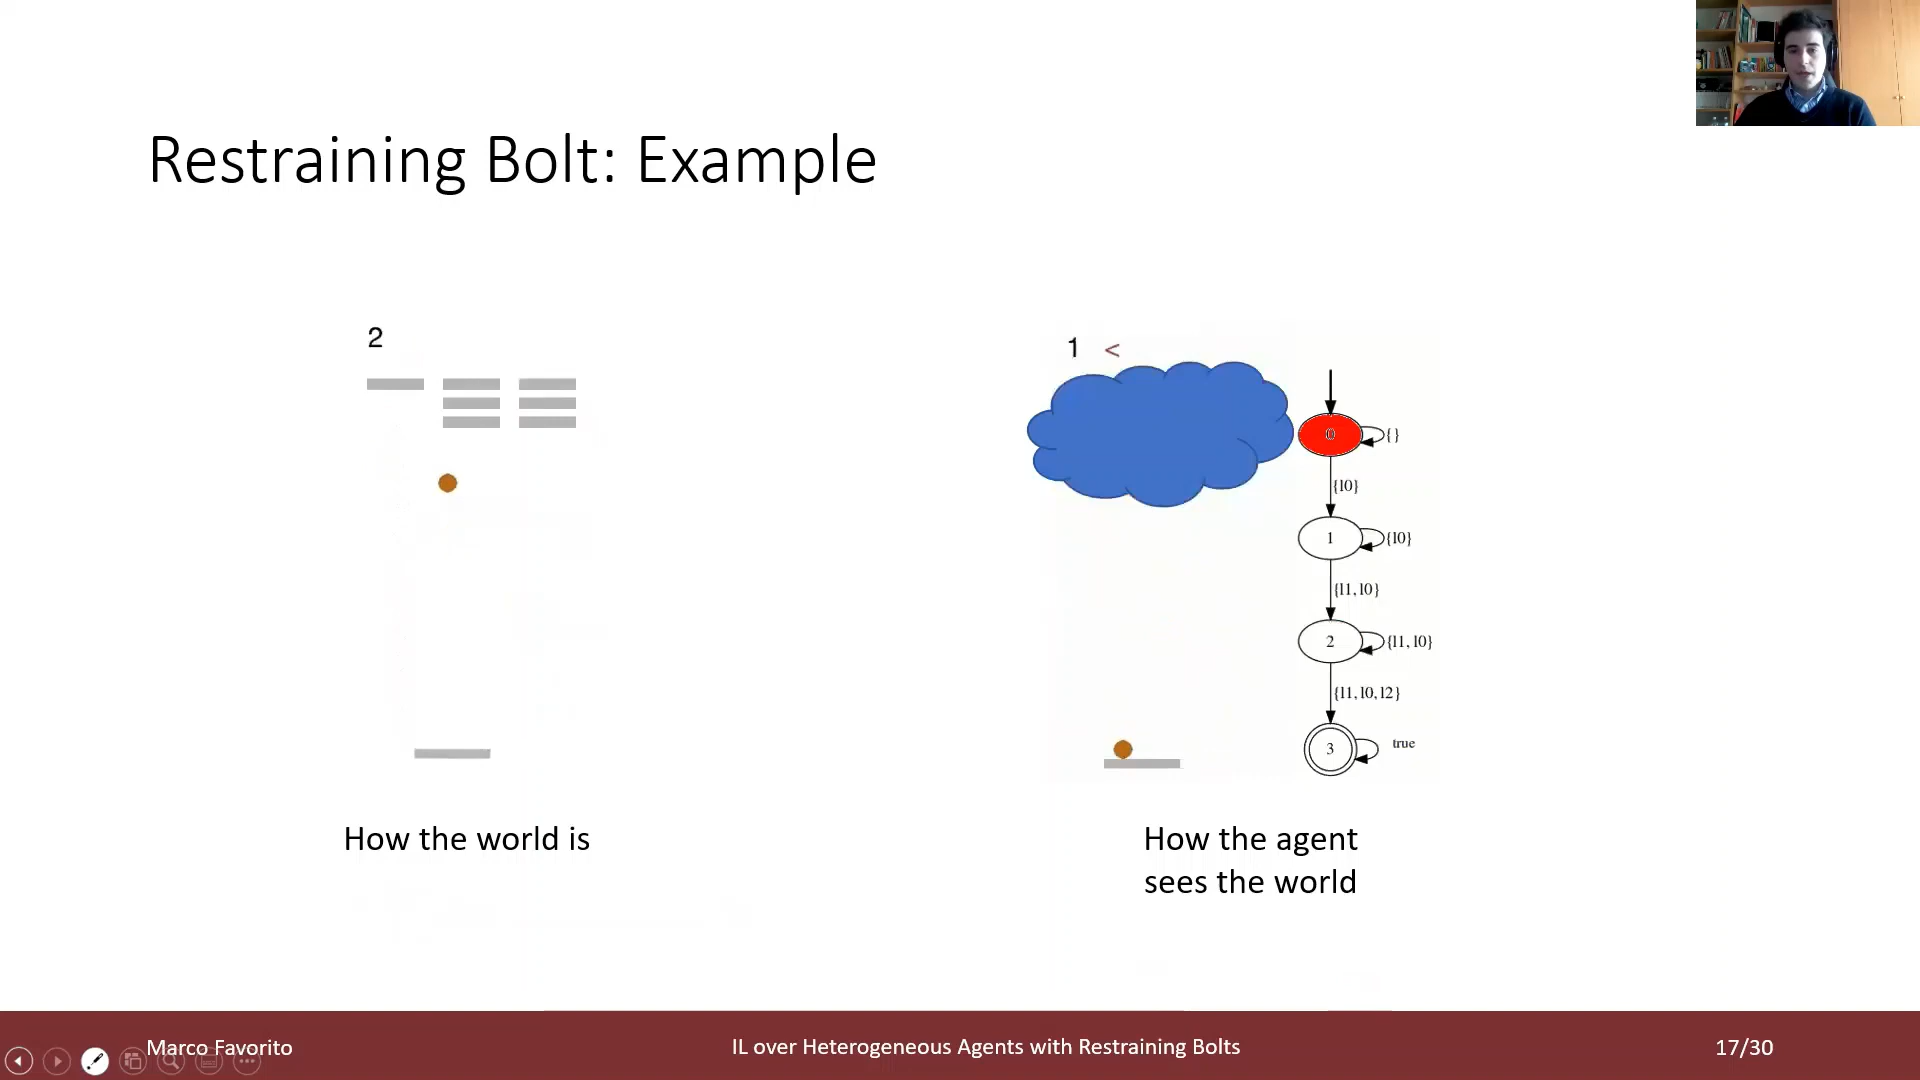 Restraining Bolt: Example
2
1 <
0
{}
{l0}
1
{l0}
{l1, l0}
2
{l1, l0}
{l1, l0, l2}
3
true
How the world is
How the agent
sees the world
Marco Favorito
IL over Heterogeneous Agents with Restraining Bolts
17/30